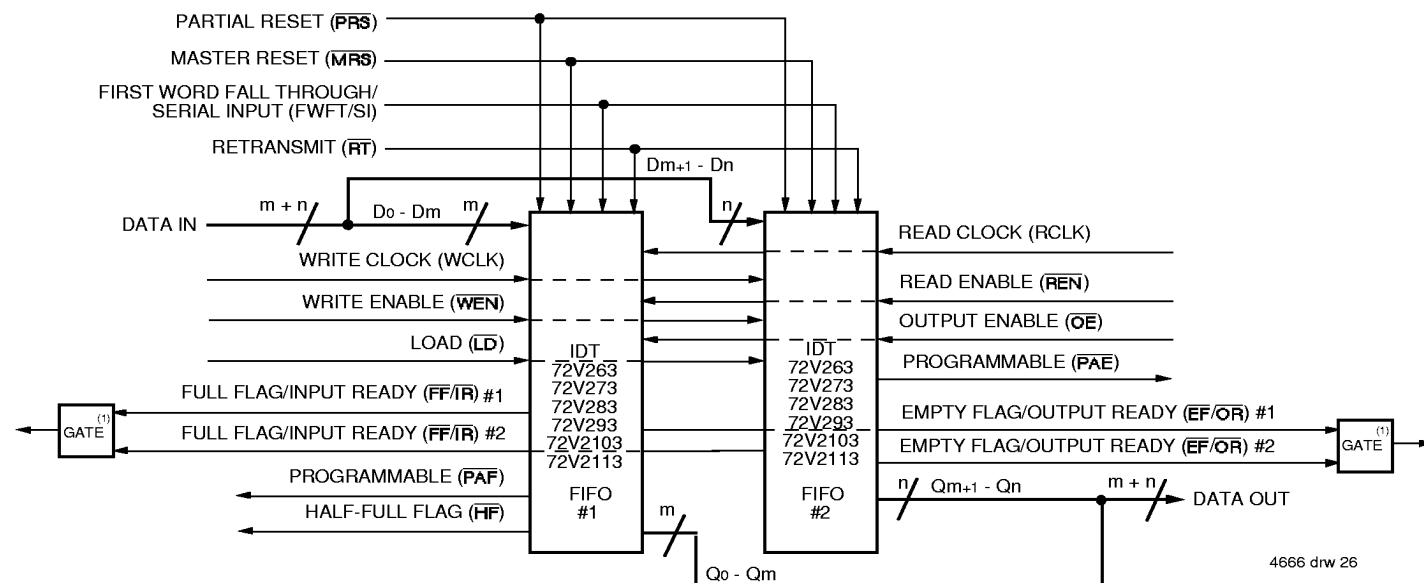 PARTIAL RESET (PRS)
MASTER RESET (MRS)
FIRST WORD FALL THROUGH/
SERIAL INPUT (FWFT/SI)
RETRANSMIT (RT)
Dm+1 - Dn
m + n
D0 - Dm
m
n
DATA IN
READ CLOCK (RCLK)
WRITE CLOCK (WCLK)
READ ENABLE (REN)
WRITE ENABLE (WEN)
OUTPUT ENABLE (OE)
LOAD (LD)
PROGRAMMABLE (PAE)
IDT
72V263
72V273
72V283
72V293
72V2103
72V2113
FIFO
#1
IDT
72V263
72V273
72V283
72V293
72V2103
72V2113
FIFO
#2
FULL FLAG/INPUT READY (FF/IR) #1
FULL FLAG/INPUT READY (FF/IR) #2
GATE (1)
EMPTY FLAG/OUTPUT READY (EF/OR) #1
EMPTY FLAG/OUTPUT READY (EF/OR) #2
GATE (1)
PROGRAMMABLE (PAF)
HALF-FULL FLAG (HF)
m
n
Qm+1 - Qn
m + n
DATA OUT
Q0 - Qm
4666 drw 26